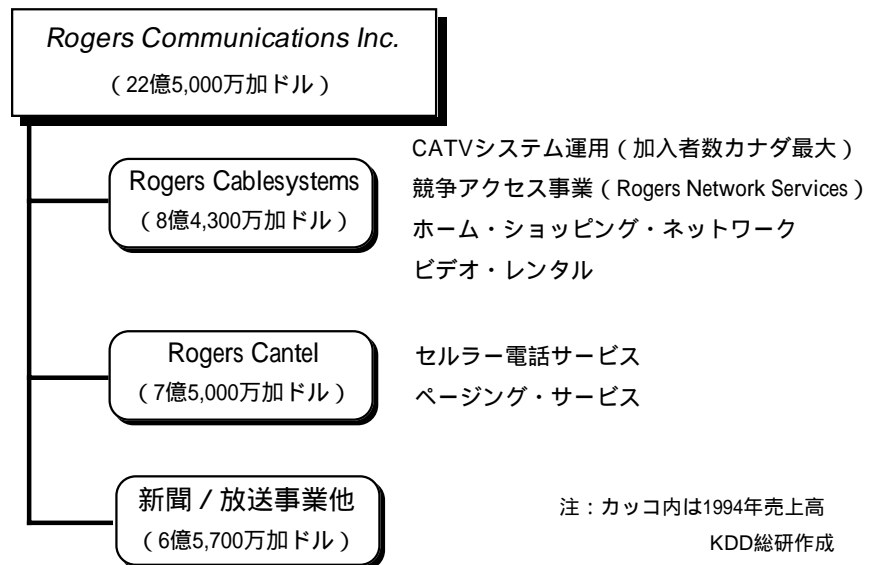 Rogers Communications Inc.
（22億5,000万加ドル）
Rogers Cablesystems
（8億4,300万加ドル）
CATVシステム運用（加入者数カナダ最大）
競争アクセス事業（Rogers Network Services）
ホーム・ショッピング・ネットワーク
ビデオ・レンタル
Rogers Cantel
（7億5,000万加ドル）
セルラー電話サービス
ページング・サービス
新聞／放送事業他
（6億5,700万加ドル）
注：カッコ内は1994年売上高
KDD総研作成